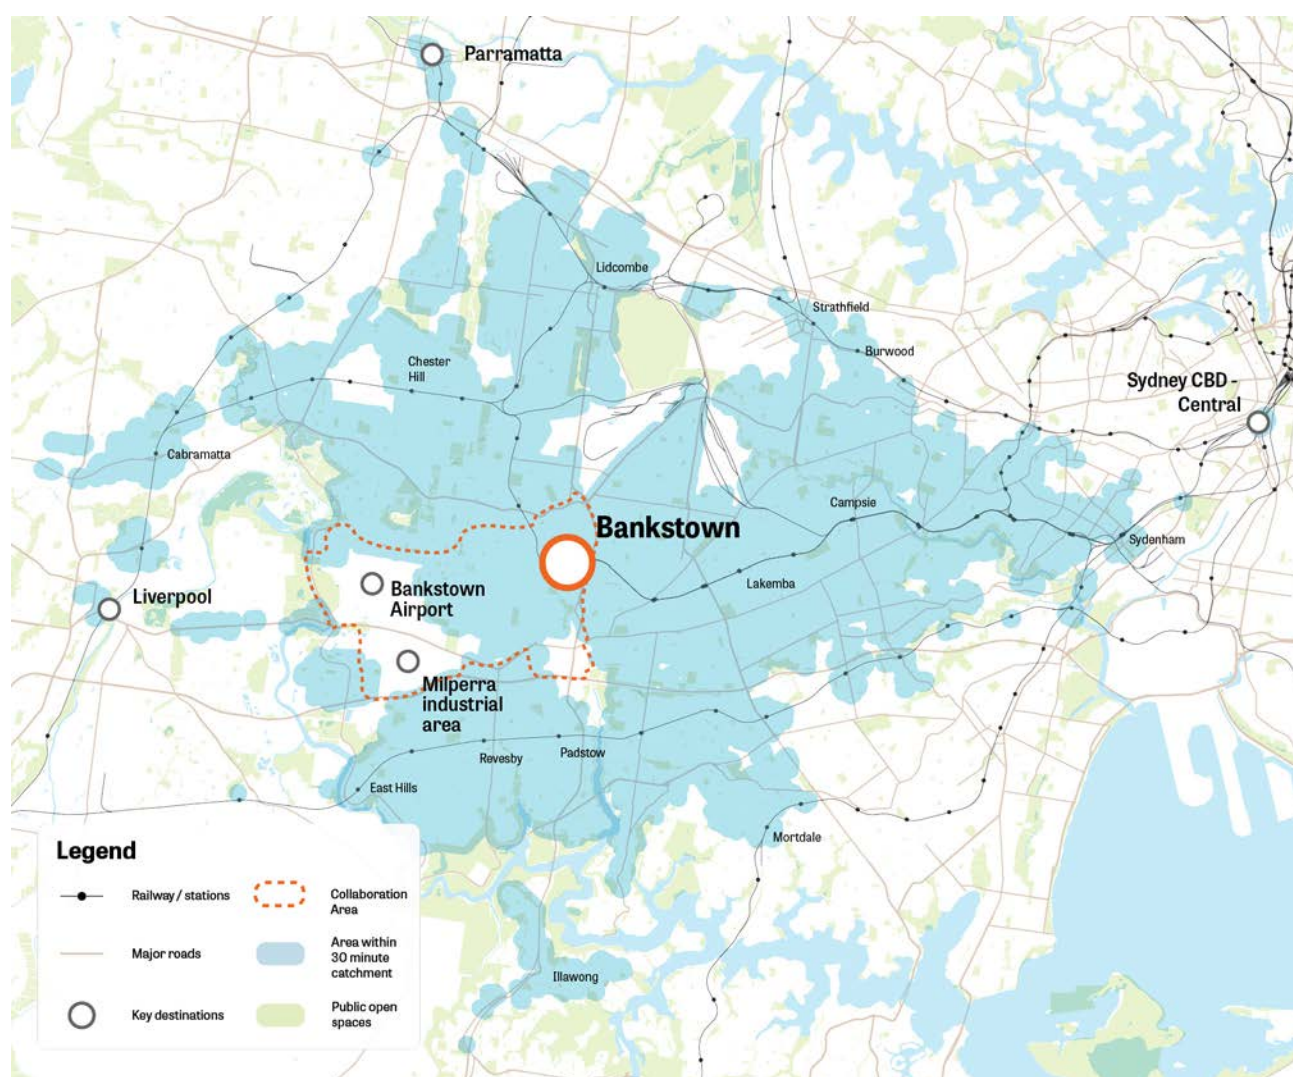 Parramatta
Lidcombe
Strathfield
Burwood
Chester
Hill
Sydney CBD -
Central
Cabramatta
Campsie
Bankstown
Sydenham
Lakemba
Bankstown
Airport
Liverpool
Milperra
industrial
area
Revesby
Padstow
East Hills
Mortdale
Illawong
Legend
Railway / stations
Collaboration
Area
Major roads
Area within
30 minute
catchment
Key destinations
Public open
spaces